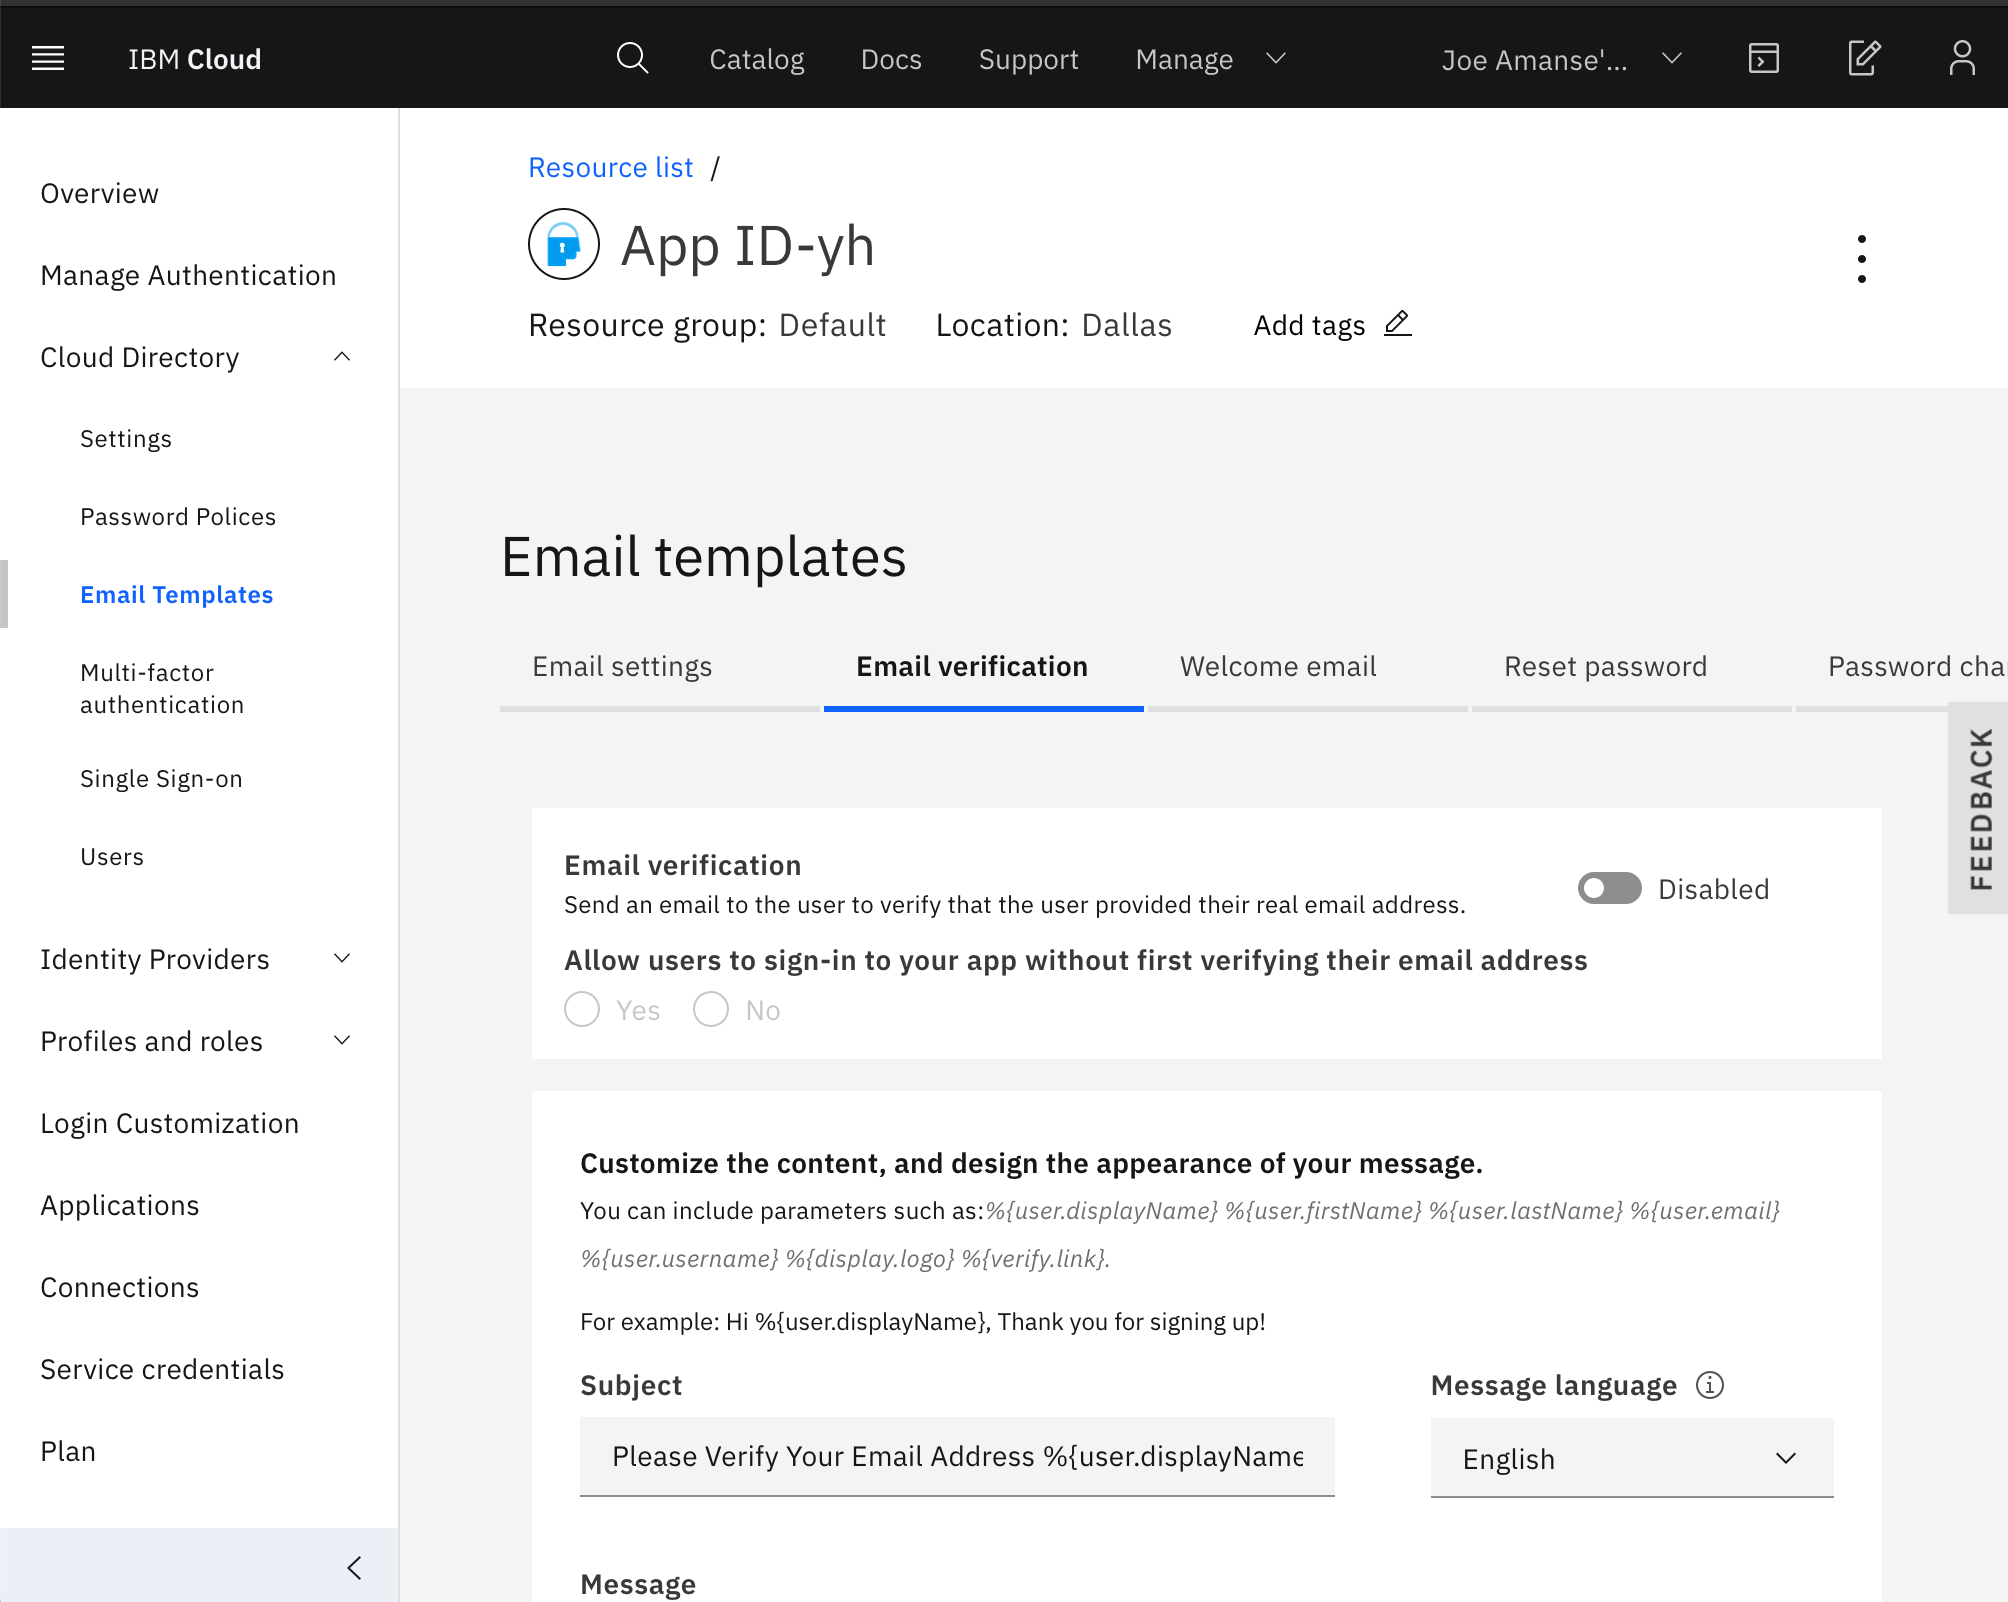 IBM Cloud
Catalog
Docs
Support
Manage
Joe Amanse'...
Overview
Manage Authentication
Cloud Directory
Settings
Password Polices
Email Templates
Multi-factor
authentication
Single Sign-on
Users
Identity Providers
Profiles and roles
Login Customization
Applications
Connections
Service credentials
Plan
Resource list /
App ID-yh
Resource group: Default
Location: Dallas
Add tags
Email templates
Email settings
Email verification
Welcome email
Reset password
Password cha
FEEDBACK
Email verification
Send an email to the user to verify that the user provided their real email address.
Disabled
Allow users to sign-in to your app without first verifying their email address
Yes
No
Customize the content, and design the appearance of your message.
You can include parameters such as:%{user.displayName} %{user.firstName} %{user.lastName} %{user.email}
%{user.username} %{display.logo} %{verify.link}.
For example: Hi %{user.displayName}, Thank you for signing up!
Subject
Please Verify Your Email Address %{user.displayName
Message language
English
Message